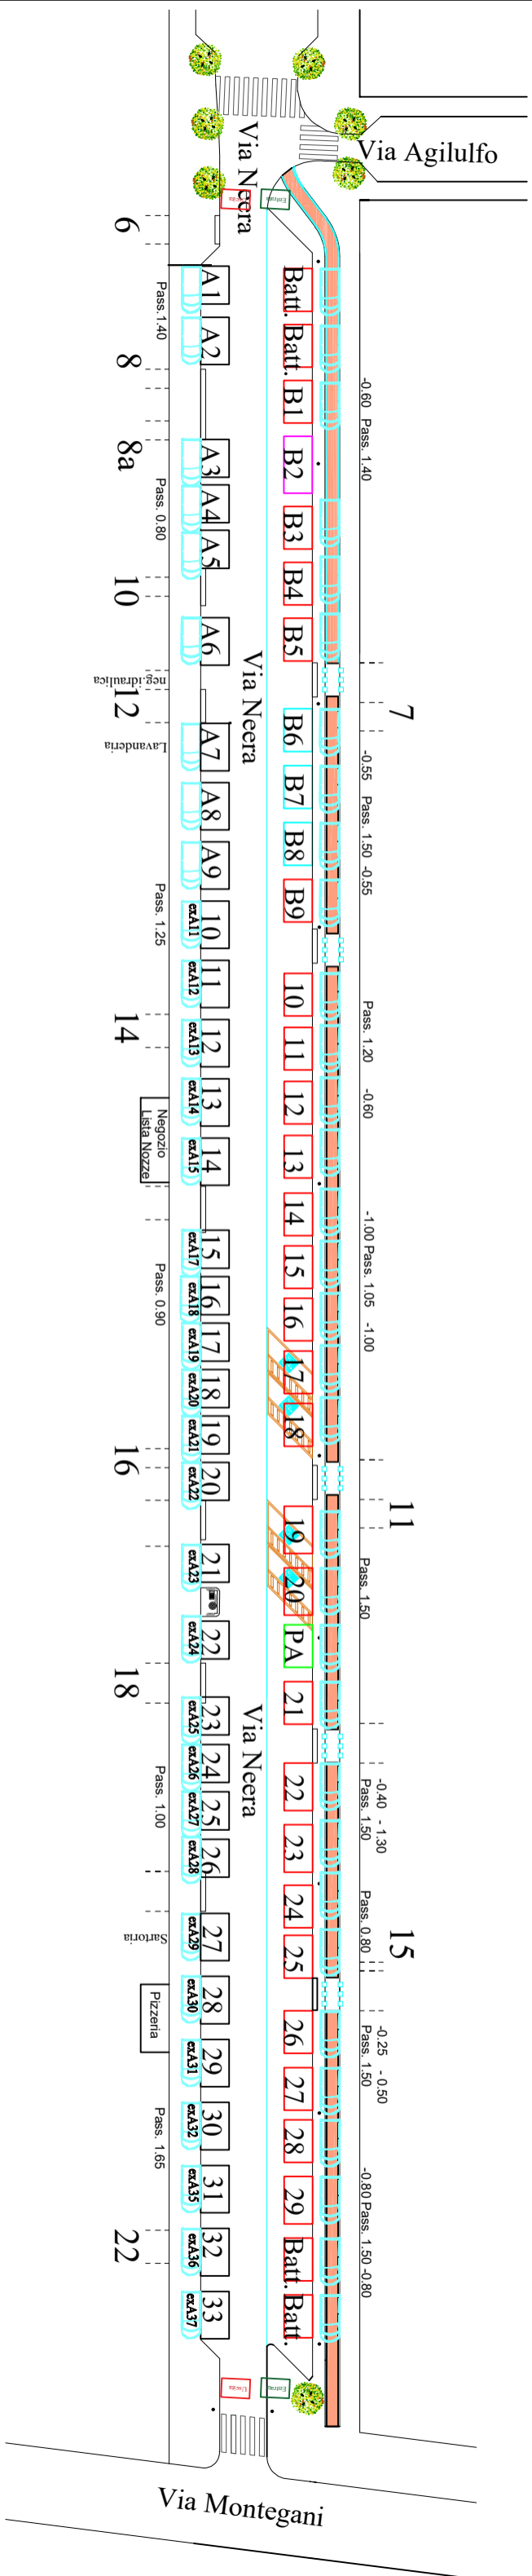 Via Agilulfo
Via Neera
Uscita
Entrata
6
A1
Pass.1.40
A2
8
8a
A3
A4
Pass. 0.80
A5
10
A6
neg.idraulica
12
Lavanderia
A7
A8
A9
10
exA11
Pass. 1.25
11
exA12
14
12
exA13
13
exA14
Negozio
Lista Nozze
14
exA15
15
exA17
16
exA18
Pass. 0.90
17
exA19
18
exA20
19
exA21
16
20
exA22
21
exA23
22
exA24
18
23
exA25
24
exA26
Pass. 1.00
25
exA27
26
exA28
Sartoria
27
exA29
28
exA30
Pizzeria
29
exA31
30
exA32
Pass. 1.65
31
exA35
22
32
exA36
33
exA37
Via Neera
Via Neera
Batt.
Batt.
B1
B2
B3
B4
B5
B6
B7
B8
B9
10
11
12
13
14
15
16
17
18
19
20
PA
21
22
23
24
25
26
27
28
29
Batt.
Batt.
-0.60 Pass. 1.40
7
-0.55
Pass. 1.50 -0.55
Pass. 1.20
-0.60
-1.00 Pass. 1.05 -1.00
11
Pass. 1.50
-0.40 - 1.30
Pass. 1.50
Pass. 0.80
15
-0.25 - 0.50
Pass. 1.50
-0.80 Pass. 1.50 -0.80
Uscita
Entrata
Via Montegani